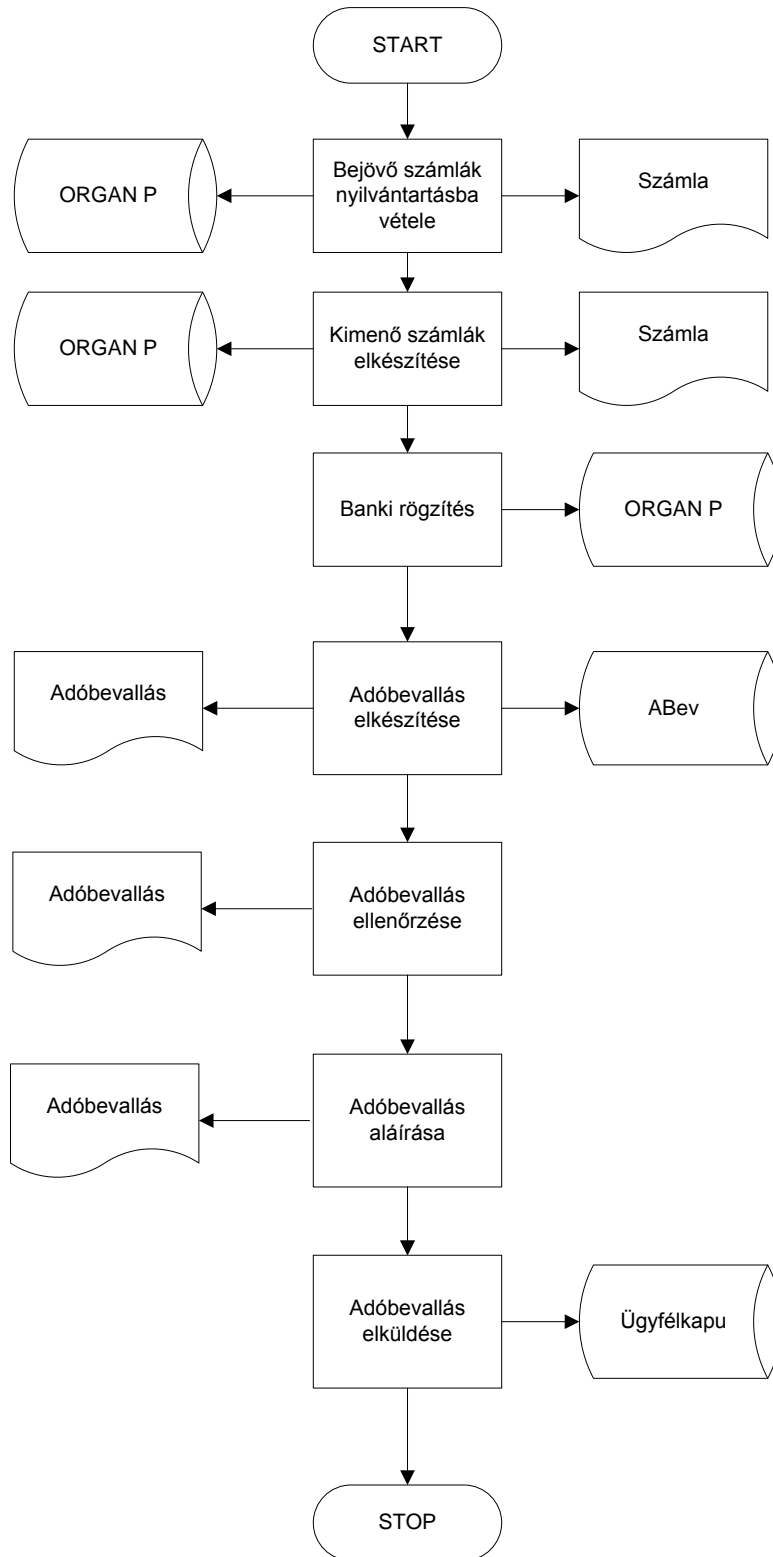 START
ORGAN P
Bejövő számlák
nyilvántartásba
vétele
Számla
ORGAN P
Kimenő számlák
elkészítése
Számla
Banki rögzítés
ORGAN P
Adóbevallás
Adóbevallás
elkészítése
ABev
Adóbevallás
Adóbevallás
ellenőrzése
Adóbevallás
Adóbevallás
aláírása
Adóbevallás
elküldése
Ügyfélkapu
STOP